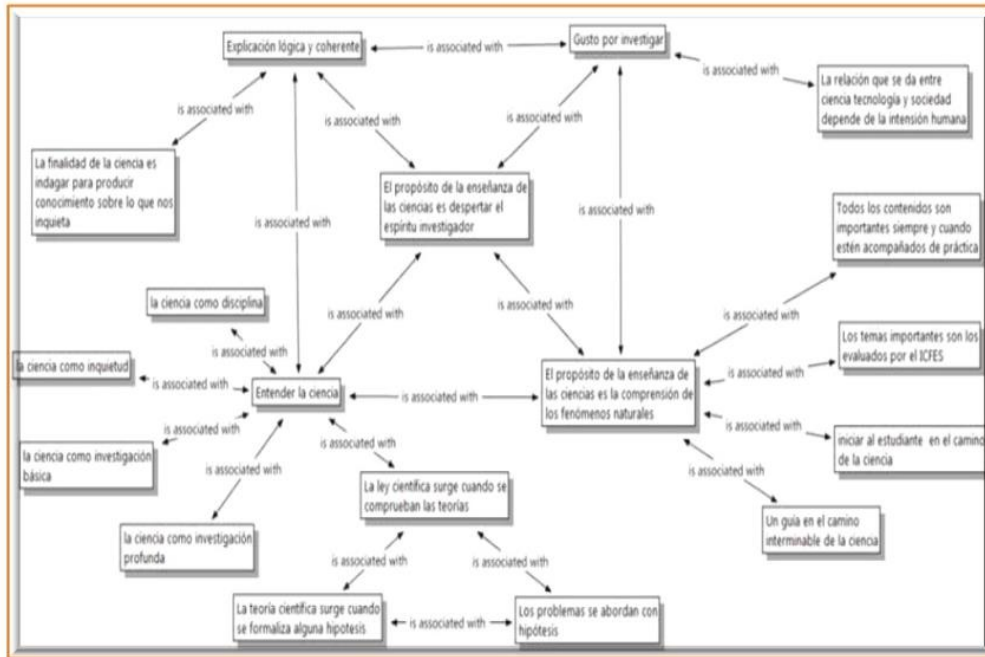 Explicación lógica y coherente
is associated with
Gusto por investigar
is associated with
La relación que se da entre
ciencia tecnología y sociedad
depende de la intensión humana
is associated with
is associated with
is associated with
La finalidad de la ciencia es
indagar para producir
conocimiento sobre lo que nos
inquieta
El propósito de la enseñanza de
las ciencias es despertar el
espíritu investigador
is associated with
is associated with
Todos los contenidos son
importantes siempre y cuando
estén acompañados de práctica
la ciencia como disciplina
is associated with
is associated with
is associated with
Los temas importantes son los
evaluados por el ICFES
is associated with
la ciencia como inquietud
is associated with
Entender la ciencia
is associated with
El propósito de la enseñanza de
las ciencias es la comprensión de
los fenómenos naturales
is associated with
is associated with
iniciar al estudiante en el camino
de la ciencia
is associated with
la ciencia como investigación
básica
is associated with
is associated with
is associated with
La ley científica surge cuando se
comprueban las teorías
Un guía en el camino
interminable de la ciencia
la ciencia como investigación
profunda
is associated with
is associated with
La teoría científica surge cuando
se formaliza alguna hipotesis
is associated with
Los problemas se abordan con
hipótesis